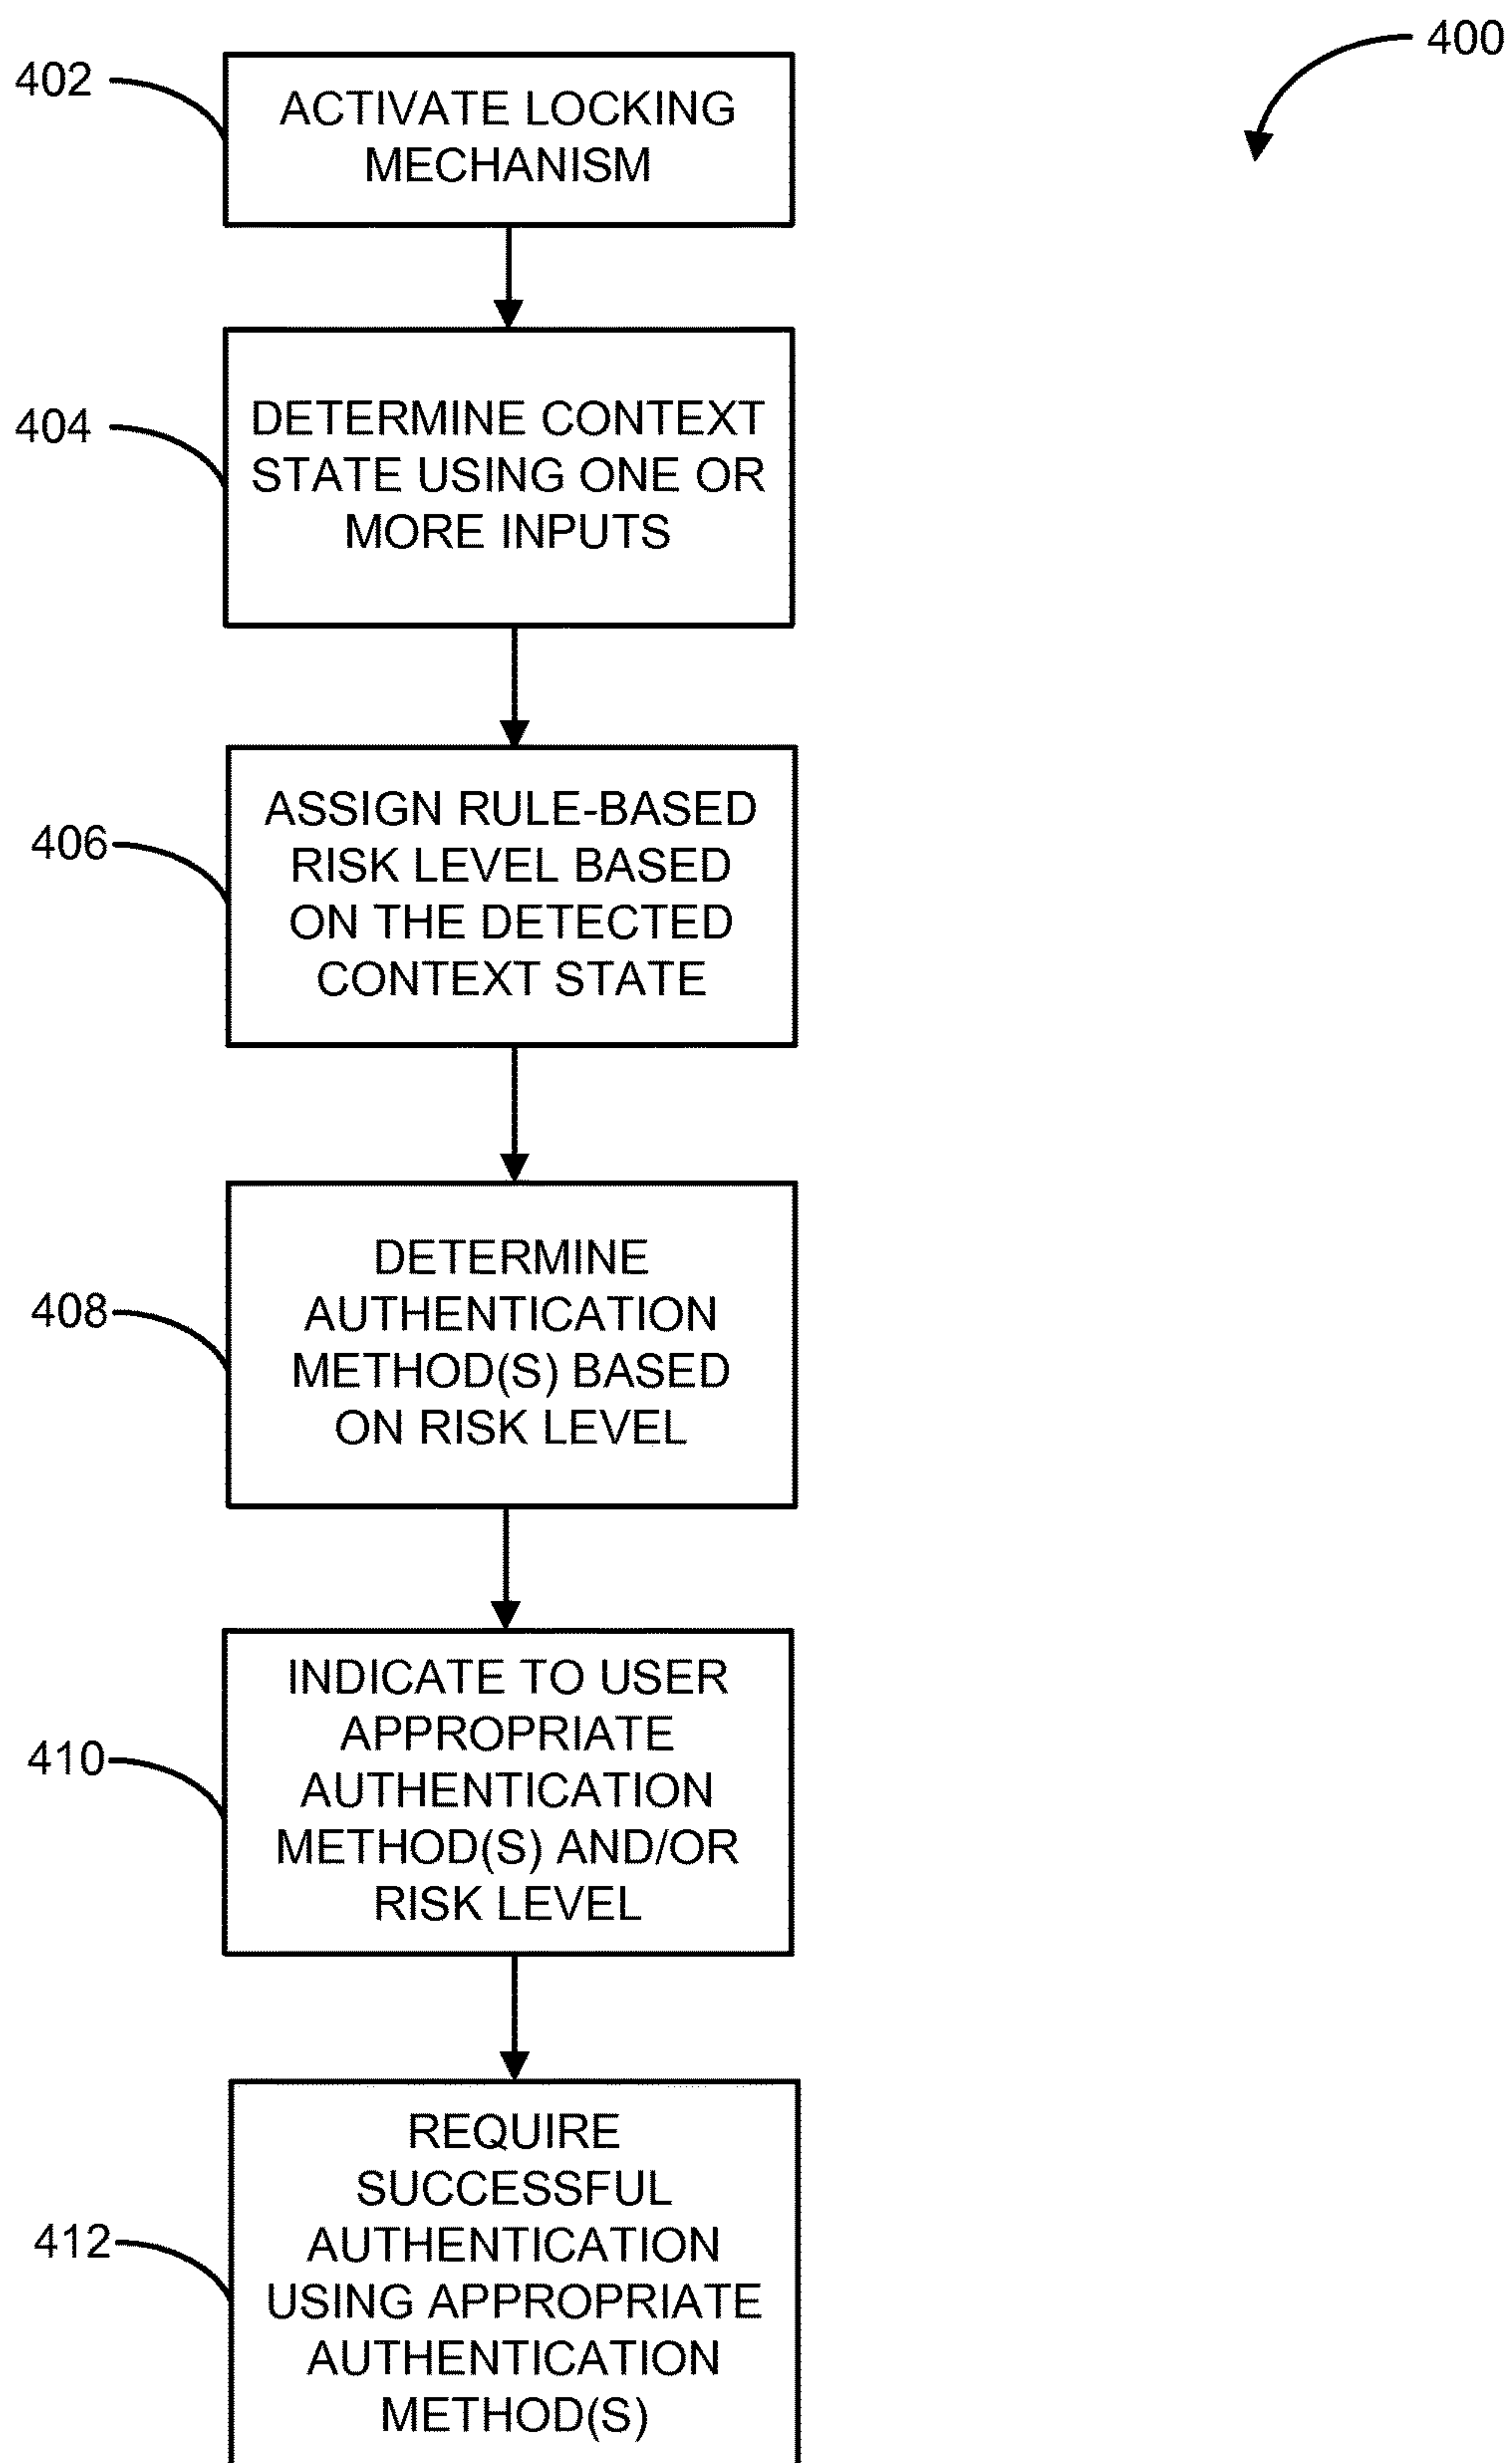 400
402
ACTIVATE LOCKING
MECHANISM
404
DETERMINE CONTEXT
STATE USING ONE OR
MORE INPUTS
406
ASSIGN RULE-BASED
RISK LEVEL BASED
ON THE DETECTED
CONTEXT STATE
408
DETERMINE
AUTHENTICATION
METHOD(S) BASED
ON RISK LEVEL
410
INDICATE TO USER
APPROPRIATE
AUTHENTICATION
METHOD(S) AND/OR
RISK LEVEL
412
REQUIRE
SUCCESSFUL
AUTHENTICATION
USING APPROPRIATE
AUTHENTICATION
METHOD(S)